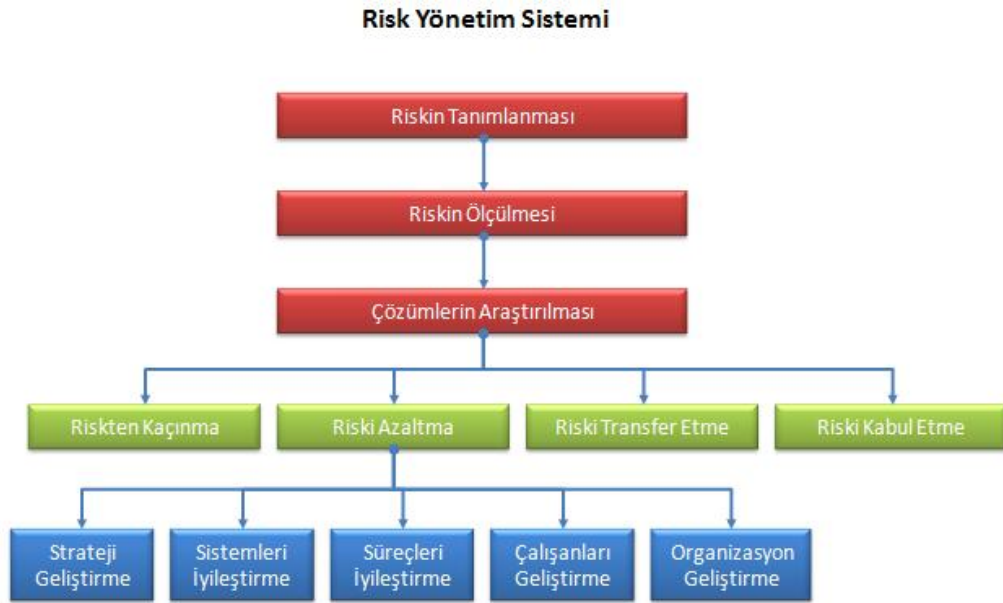 Risk Yönetim Sistemi
Riskin Tanımlanması
Riskin Ölçülmesi
Çözümlerin Araştırılması
Riskten Kaçınma
Riski Azaltma
Riski Transfer Etme
Riski Kabul Etme
Strateji
Geliştirme
Sistemleri
İyileştirme
Süreçleri
İyileştirme
Çalışanları
Geliştirme
Organizasyon
Geliştirme